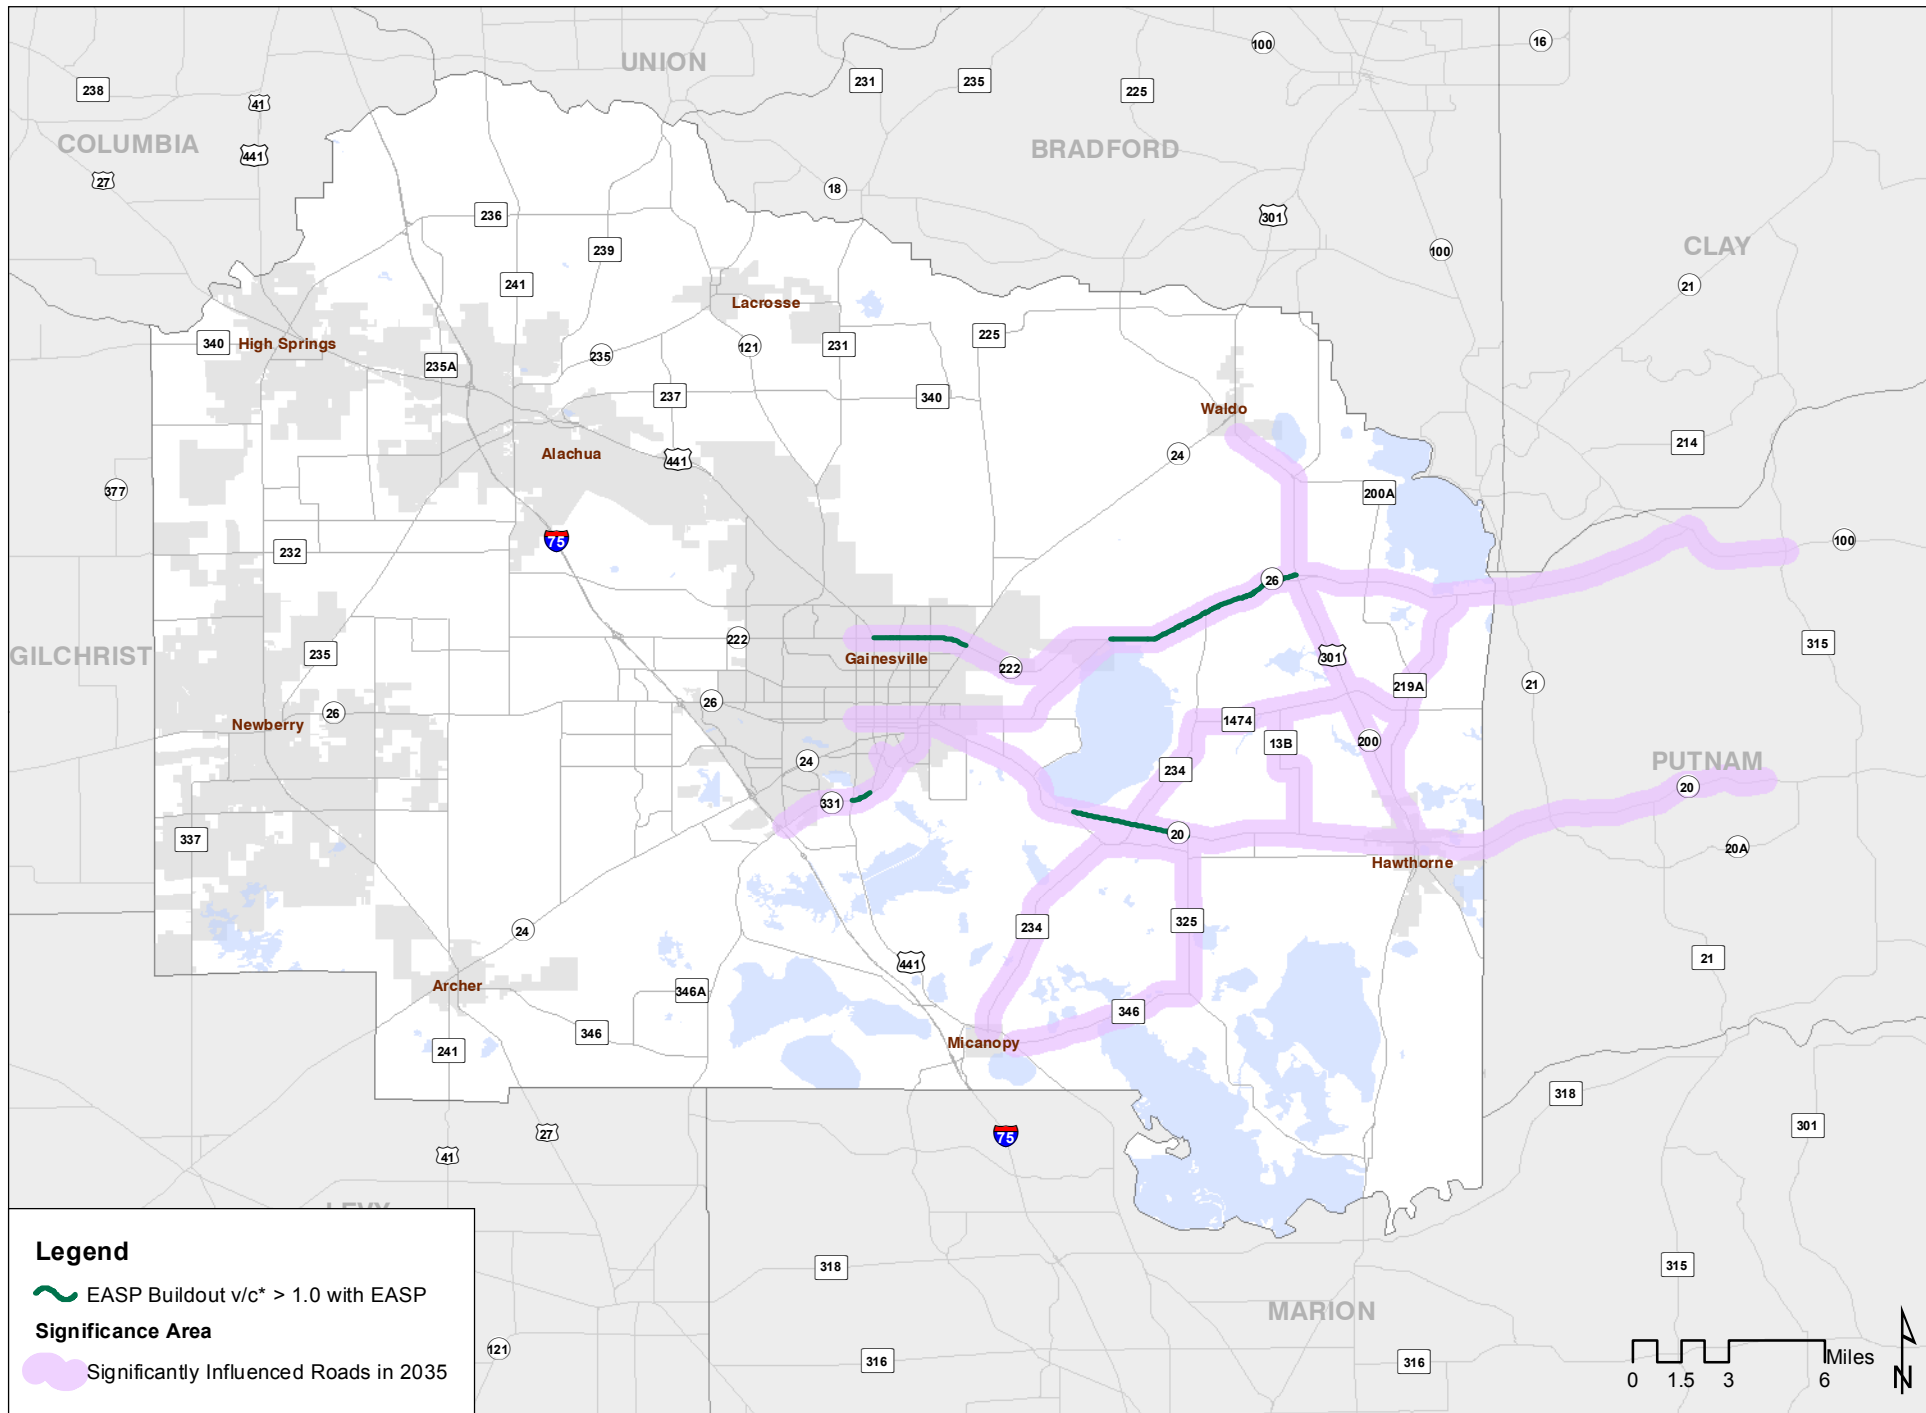 UNION
100
16
238
41
231
235
225
COLUMBIA
441
BRADFORD
27
18
236
301
239
CLAY
100
241
21
Lacrosse
340
High Springs
121
231
225
235
235A
237
340
Waldo
Alachua
441
24
214
377
200A
75
232
100
26
222
GILCHRIST
235
Gainesville
222
301
315
21
219A
26
26
Newberry
1474
13B
200
24
234
PUTNAM
20
331
337
20
20A
Hawthorne
24
234
325
441
21
Archer
346A
346
346
Micanopy
241
318
27
75
301
41
LEVY
318
315
MARION
121
316
316
Legend
EASP Buildout v/c* > 1.0 with EASP
Significance Area
Significantly Influenced Roads in 2035
Miles
0 1.5 3 6
N